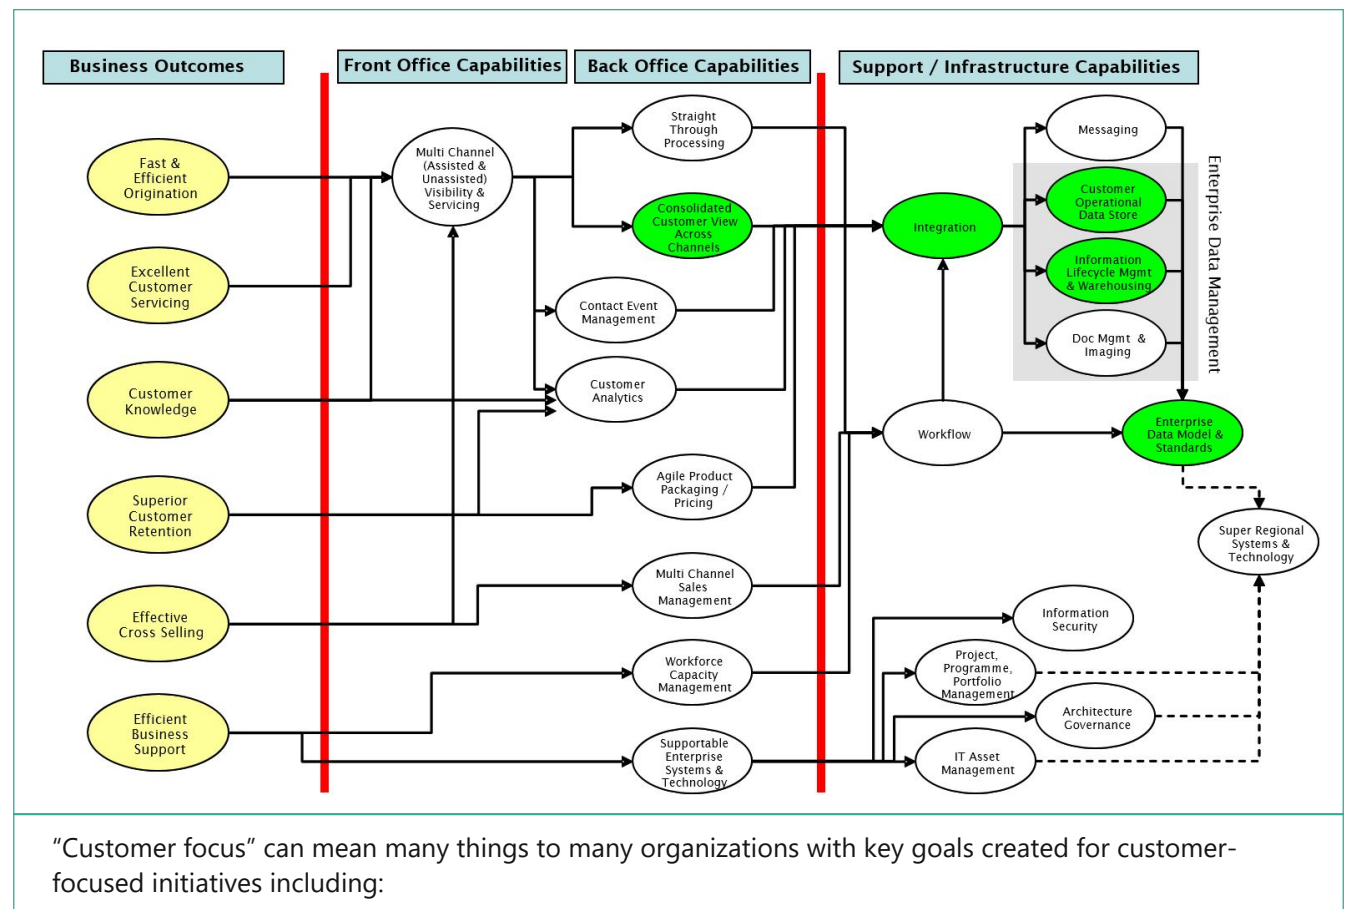 Business Outcomes
Front Office Capabilities
Back Office Capabilities
Support / Infrastructure Capabilities
Fast &
Efficient
Origination
Excellent
Customer
Servicing
Customer
Knowledge
Superior
Customer
Retention
Effective
Cross Selling
Efficient
Business
Support
Multi Channel
(Assisted &
Unassisted)
Visibility &
Servicing
Straight
Through
Processing
Consolidated
Customer View
Across
Channels
Contact Event
Management
Customer
Analytics
Agile Product
Packaging /
Pricing
Multi Channel
Sales
Management
Workforce
Capacity
Management
Supportable
Enterprise
Systems &
Technology
Integration
Workflow
Messaging
Customer
Operational
Data Store
Information
Lifecycle Mgmt
& Warehousing
Doc Mgmt &
Imaging
Enterprise Data Management
Enterprise
Data Model &
Standards
Super Regional
Systems &
Technology
Information
Security
Project,
Programme,
Portfolio
Management
Architecture
Governance
IT Asset
Management
“Customer focus” can mean many things to many organizations with key goals created for customer-
focused initiatives including: